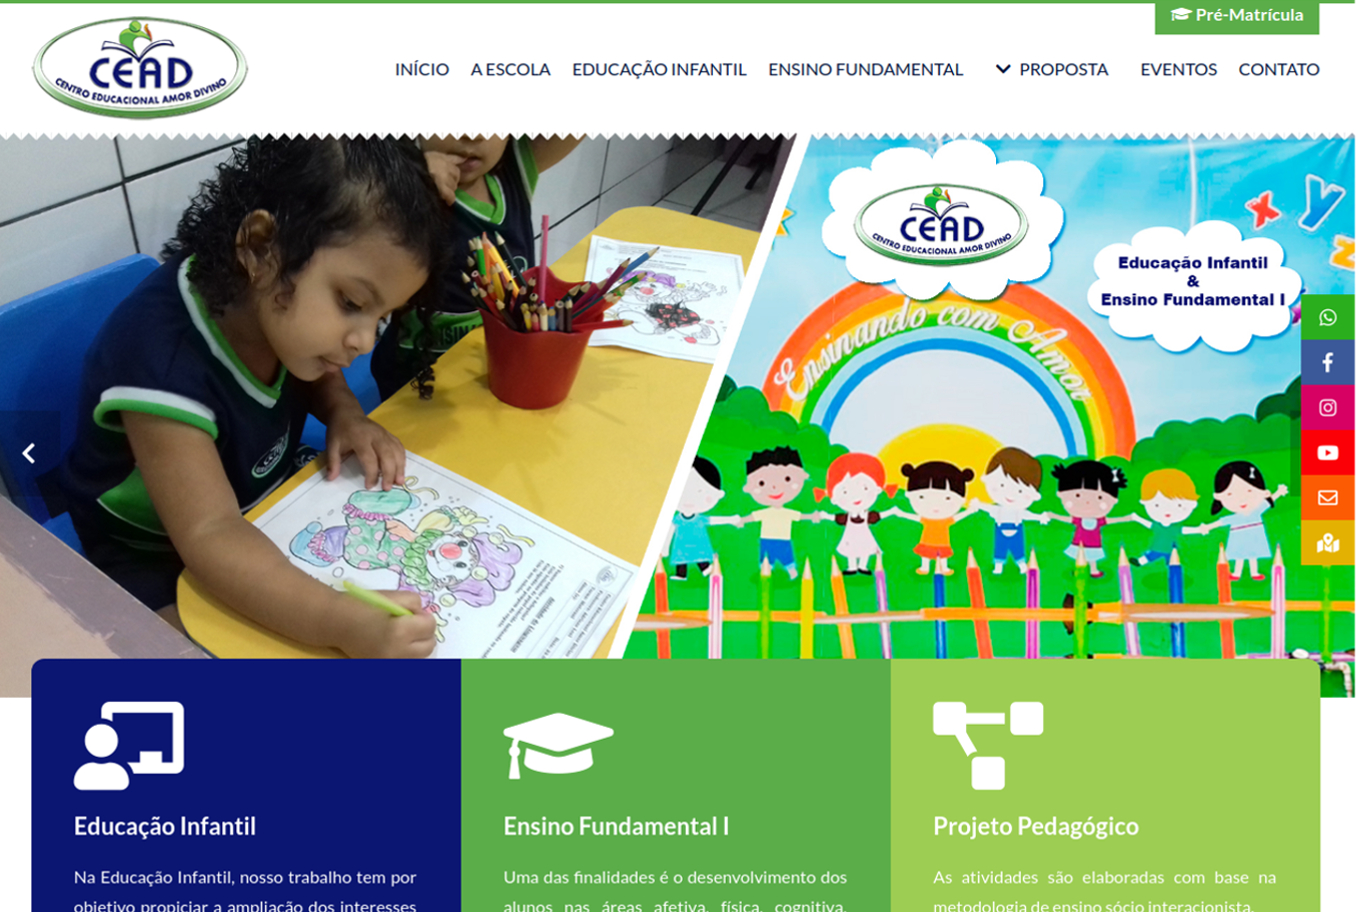 Pré-Matrícula
CEAD
CENTRO EDUCACIONAL AMOR DIVINO
INÍCIO A ESCOLA EDUCAÇÃO INFANTIL ENSINO FUNDAMENTAL PROPOSTA EVENTOS CONTATO
CEAD
CENTRO EDUCACIONAL AMOR DIVINO
Educação Infantil
&
Ensino Fundamental I
Ensinando com Amor
x y z
Educação Infantil
Na Educação Infantil, nosso trabalho tem por
objetivo propiciar a ampliação dos interesses
Ensino Fundamental I
Uma das finalidades é o desenvolvimento dos
alunos nas áreas afetiva, física, cognitiva,
Projeto Pedagógico
As atividades são elaboradas com base na
metodologia de ensino sócio interacionista.